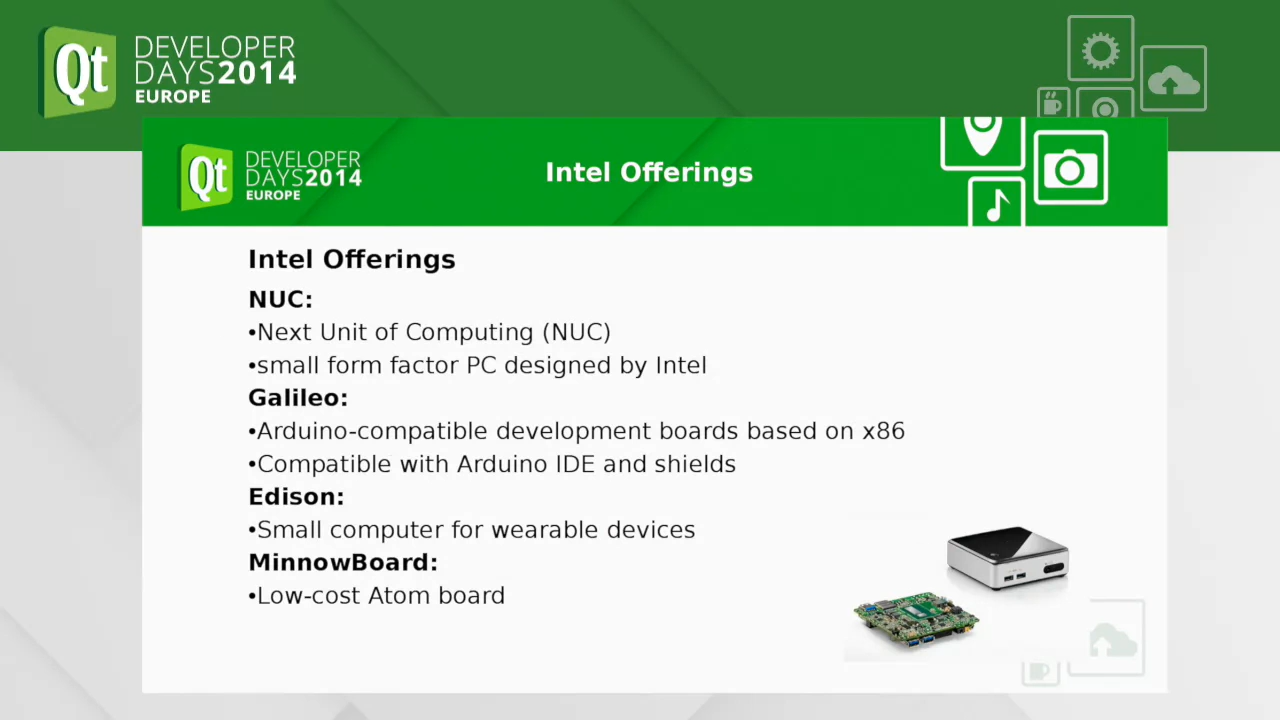 Qt DEVELOPER
DAYS2014
EUROPE
Qt DEVELOPER
DAYS2014
EUROPE
Intel Offerings
Intel Offerings
NUC:
•Next Unit of Computing (NUC)
•small form factor PC designed by Intel
Galileo:
•Arduino-compatible development boards based on x86
•Compatible with Arduino IDE and shields
Edison:
•Small computer for wearable devices
MinnowBoard:
•Low-cost Atom board